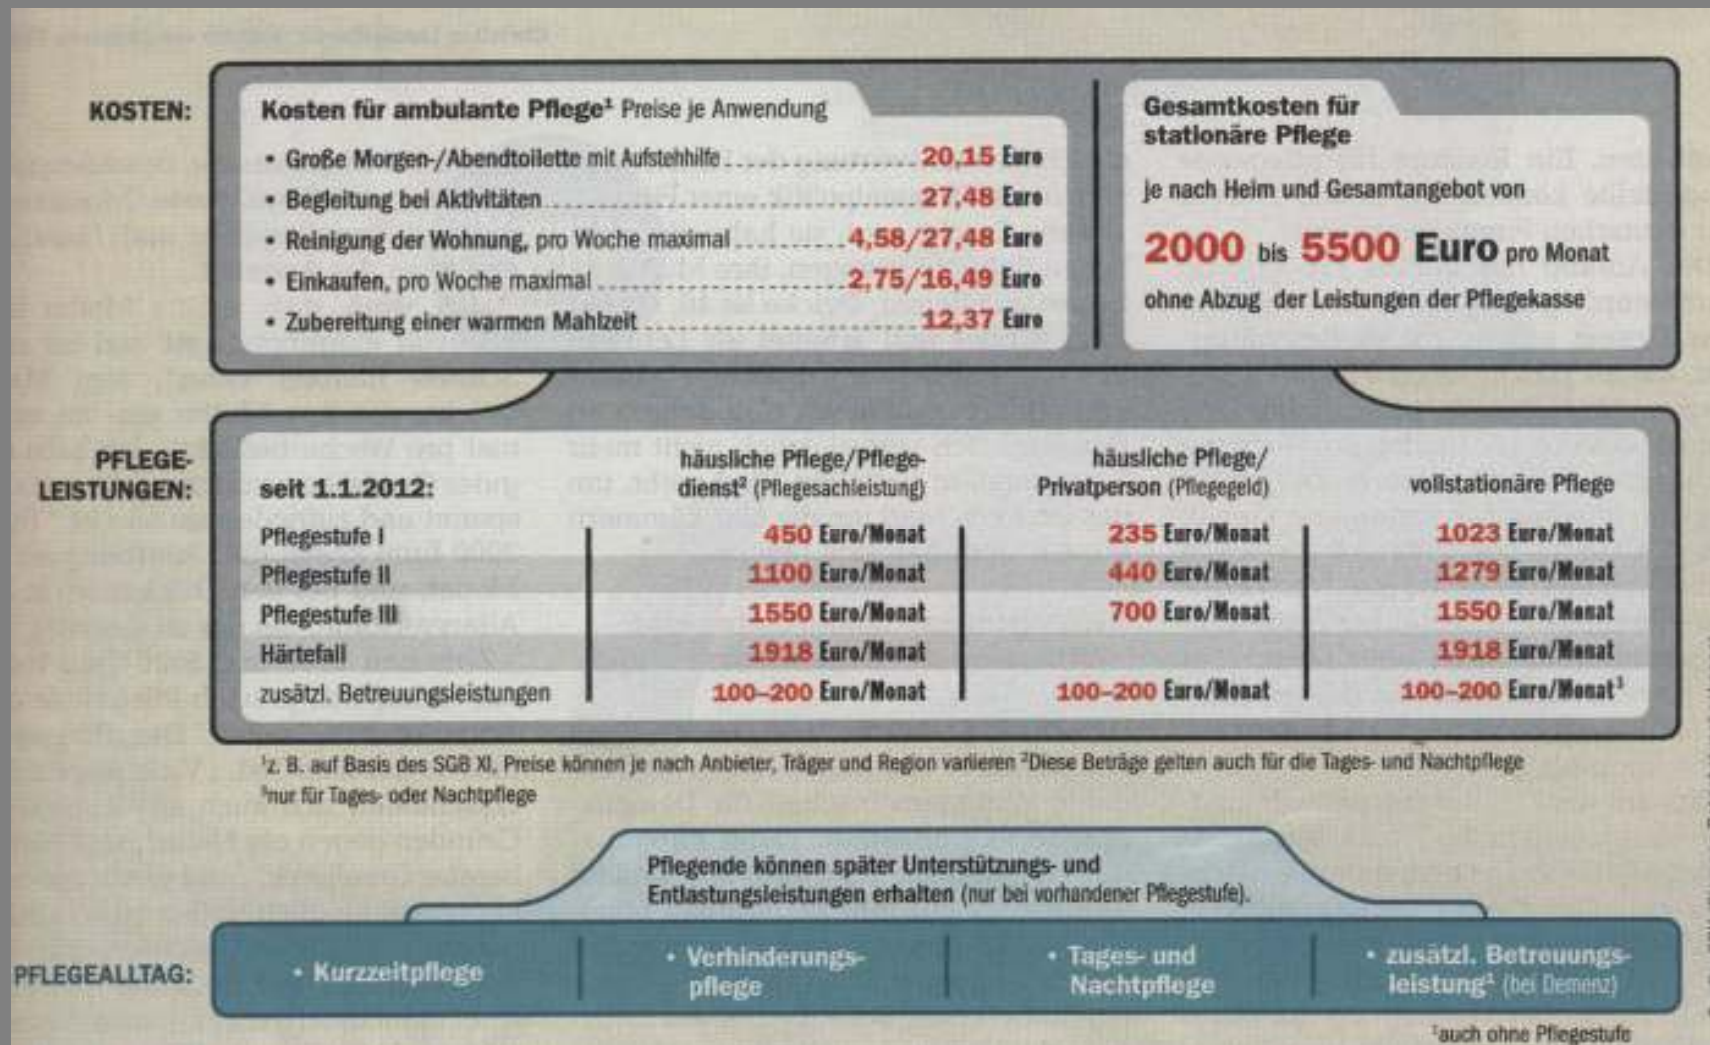 KOSTEN:
Kosten für ambulante Pflege¹ Preise je Anwendung
• Große Morgen-/Abendtoilette mit Aufstehhilfe 20,15 Euro
• Begleitung bei Aktivitäten 27,48 Euro
• Reinigung der Wohnung, pro Woche maximal 4,58/27,48 Euro
• Einkaufen, pro Woche maximal 2,75/16,49 Euro
• Zubereitung einer warmen Mahlzeit 12,37 Euro
Gesamtkosten für
stationäre Pflege
je nach Heim und Gesamtangebot von
2000 bis 5500 Euro pro Monat
ohne Abzug der Leistungen der Pflegekasse
PFLEGE-
LEISTUNGEN:
seit 1.1.2012:
häusliche Pflege/Pflege-
dienst² (Pflegesachleistung)
häusliche Pflege/
Privatperson (Pflegegeld)
vollstationäre Pflege
Pflegestufe I 450 Euro/Monat 235 Euro/Monat 1023 Euro/Monat
Pflegestufe II 1100 Euro/Monat 440 Euro/Monat 1279 Euro/Monat
Pflegestufe III 1550 Euro/Monat 700 Euro/Monat 1550 Euro/Monat
Härtefall 1918 Euro/Monat 1918 Euro/Monat
zusätzl. Betreuungsleistungen 100–200 Euro/Monat 100–200 Euro/Monat 100–200 Euro/Monat³
¹z. B. auf Basis des SGB XI, Preise können je nach Anbieter, Träger und Region variieren ²Diese Beträge gelten auch für die Tages- und Nachtpflege
³nur für Tages- oder Nachtpflege
Pflegende können später Unterstützungs- und
Entlastungsleistungen erhalten (nur bei vorhandener Pflegestufe).
PFLEGEALLTAG:
• Kurzzeitpflege
• Verhinderungs-
pflege
• Tages- und
Nachtpflege
• zusätzl. Betreuungs-
leistung¹ (bei Demenz)
¹auch ohne Pflegestufe